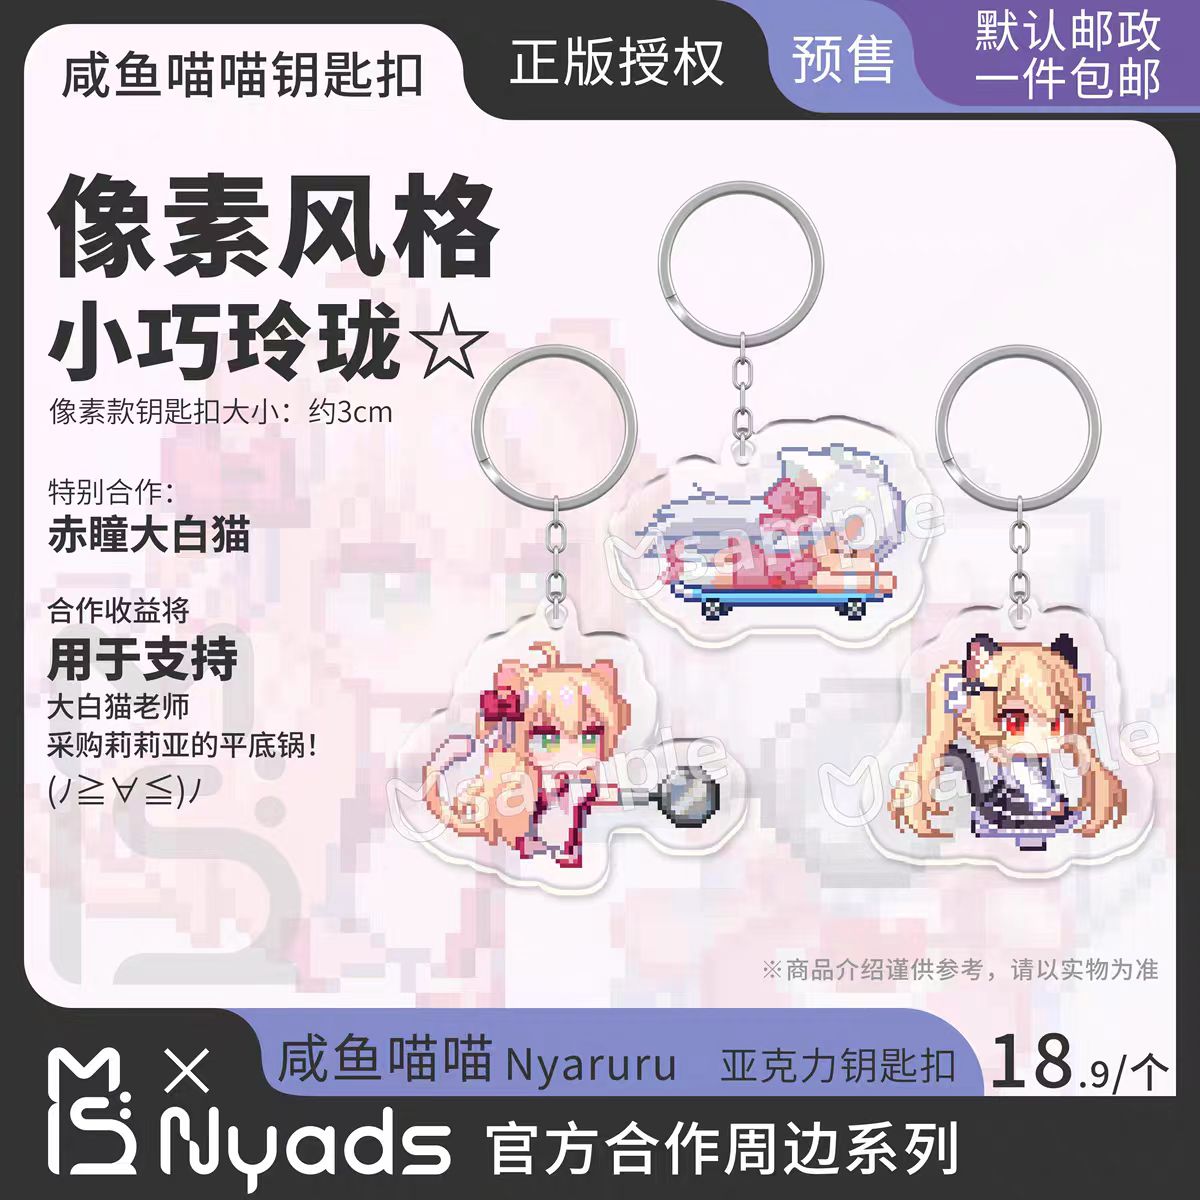 咸鱼喵喵钥匙扣
正版授权
预售
默认邮政
一件包邮
像素风格
小巧玲珑☆
像素款钥匙扣大小：约3cm
特别合作：
赤瞳大白猫
合作收益将
用于支持
大白猫老师
采购莉莉亚的平底锅！
(ﾉ≧∀≦)ﾉ
sample
sample
sample
※商品介绍谨供参考，请以实物为准
咸鱼喵喵 Nyaruru 亚克力钥匙扣
18.9/个
× Nyads 官方合作周边系列